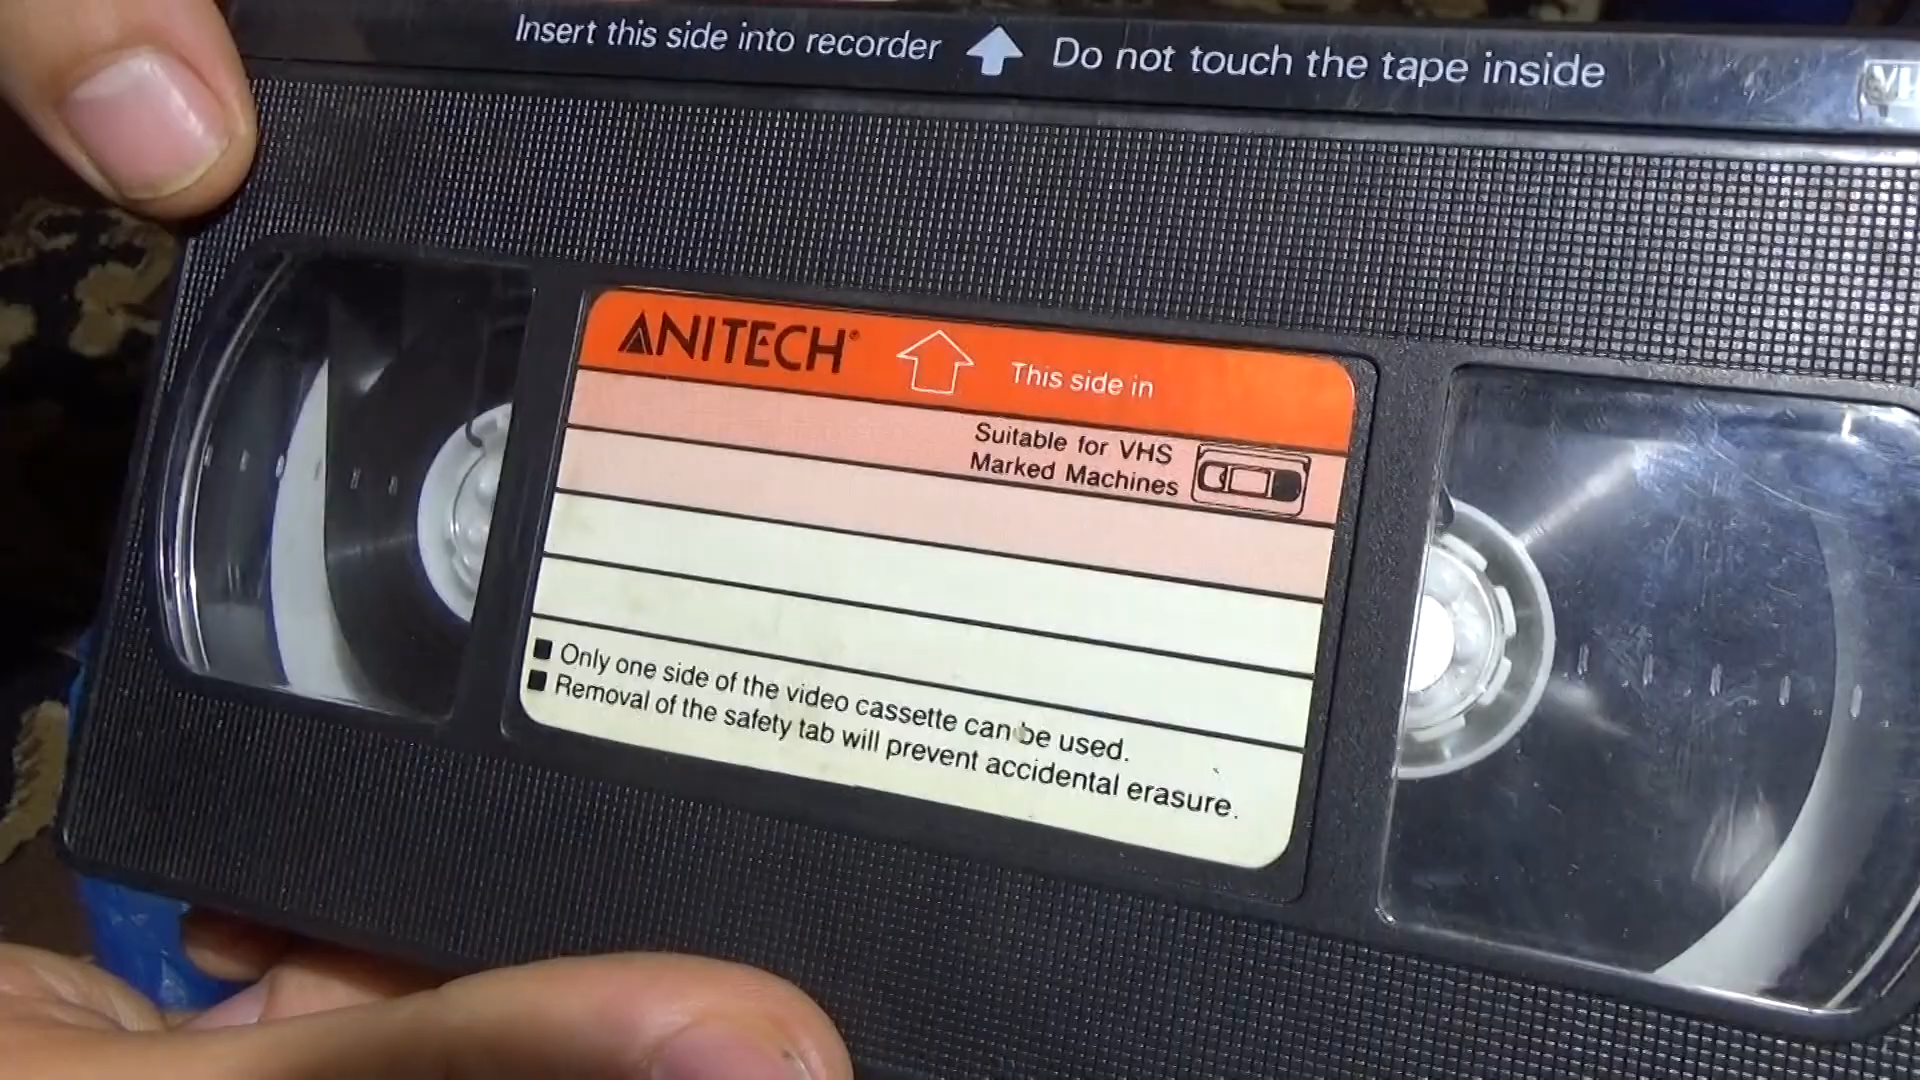 Insert this side into recorder Do not touch the tape inside
ANITECH® This side in
Suitable for VHS
Marked Machines
■ Only one side of the video cassette can be used.
■ Removal of the safety tab will prevent accidental erasure.